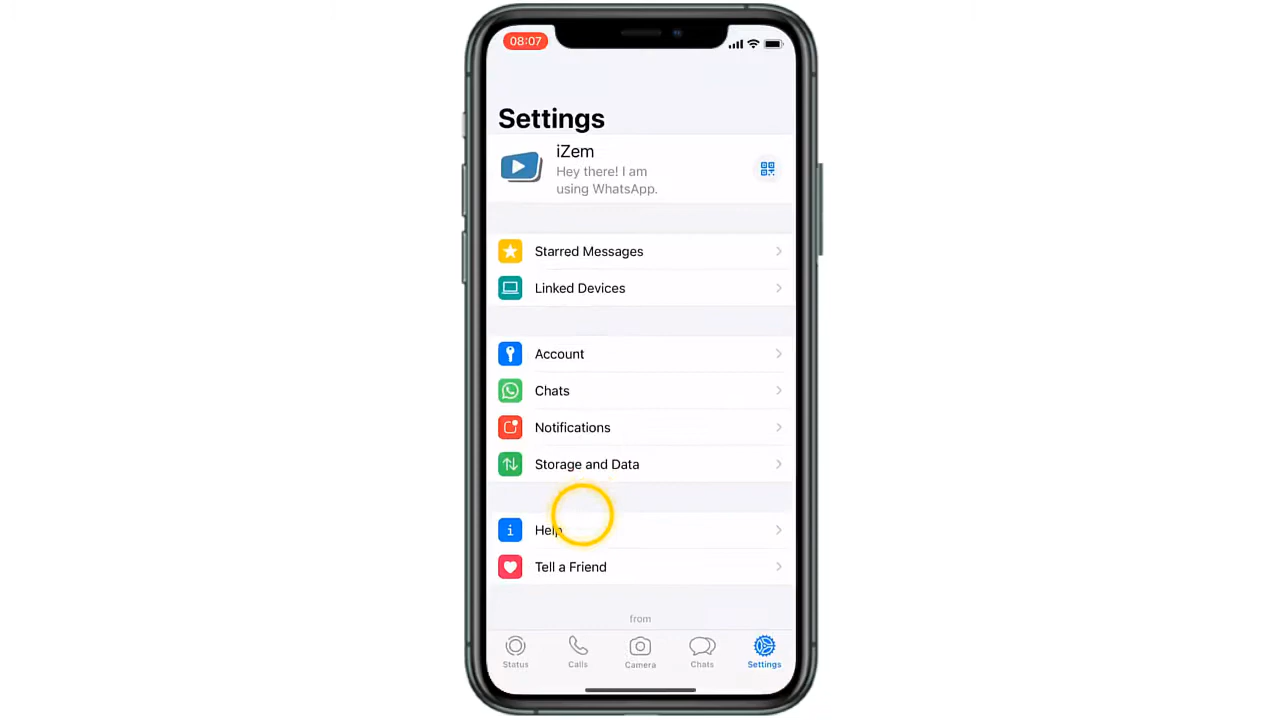 08:07
Settings
iZem
Hey there! I am
using WhatsApp.
Starred Messages
Linked Devices
Account
Chats
Notifications
Storage and Data
Help
Tell a Friend
from
Status
Calls
Camera
Chats
Settings